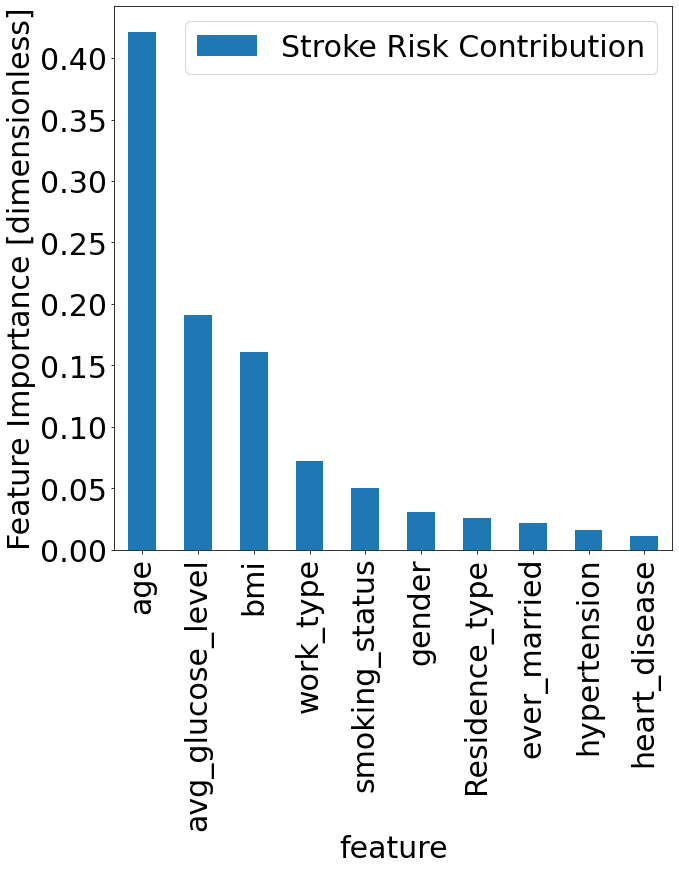 Stroke Risk Contribution
Feature Importance [dimensionless]
0.40
0.35
0.30
0.25
0.20
0.15
0.10
0.05
0.00
age
avg_glucose_level
bmi
work_type
smoking_status
gender
Residence_type
ever_married
hypertension
heart_disease
feature